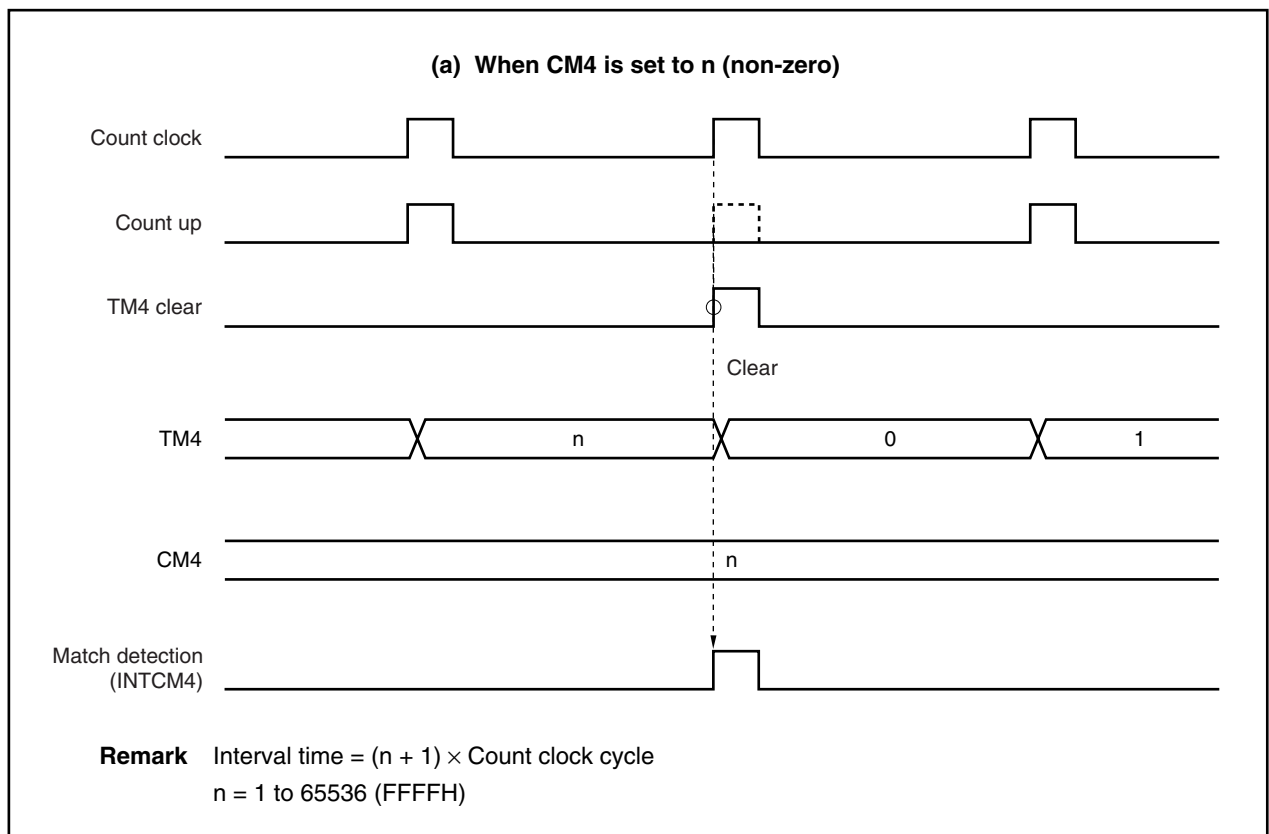 (a) When CM4 is set to n (non-zero)
Count clock
Count up
TM4 clear
Clear
TM4
n
0
1
CM4
n
Match detection
(INTCM4)
Remark Interval time = (n + 1) × Count clock cycle
n = 1 to 65536 (FFFFH)